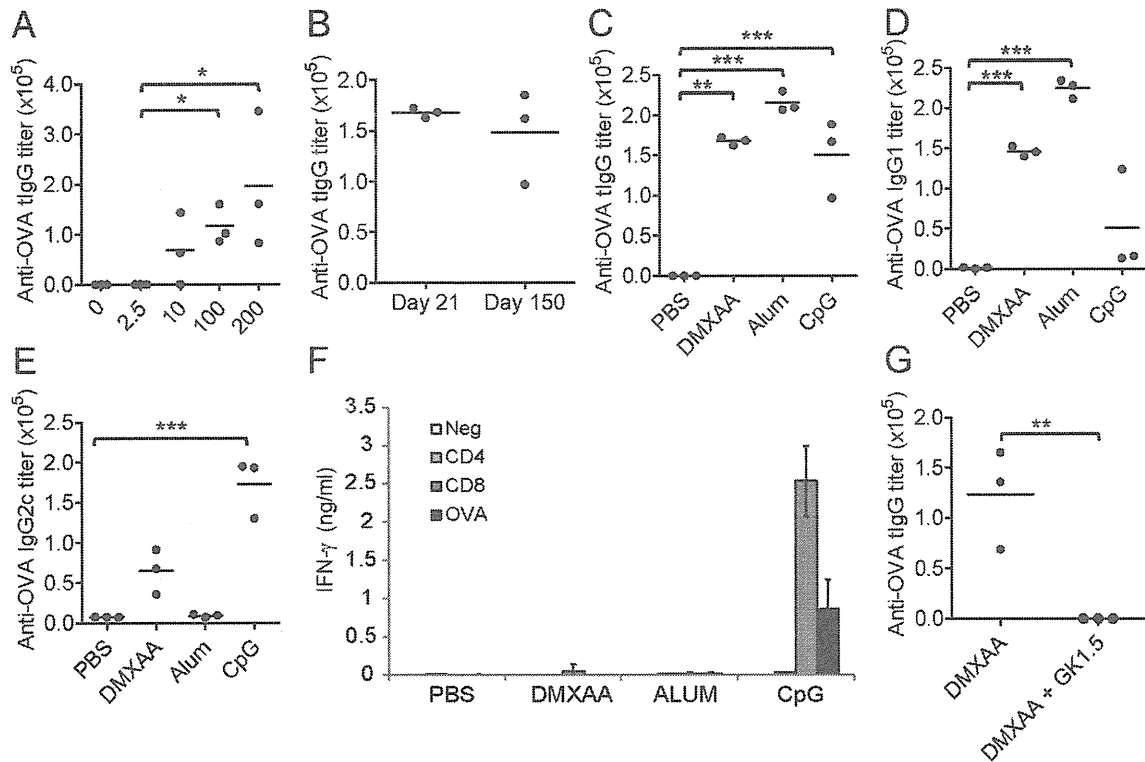 A
Anti-OVA tIgG titer (x10⁵)
4.0
3.0
2.0
1.0
0.0
*
*
0
2.5
10
100
200
B
Anti-OVA tIgG titer (x10⁵)
2.0
1.5
1.0
0.5
0.0
Day 21
Day 150
C
Anti-OVA tIgG titer (x10⁵)
2.5
2.0
1.5
1.0
0.5
0.0
***
***
**
PBS
DMXAA
Alum
CpG
D
Anti-OVA IgG1 titer (x10⁵)
2.5
2.0
1.5
1.0
0.5
0.0
***
***
PBS
DMXAA
Alum
CpG
E
Anti-OVA IgG2c titer (x10⁵)
2.5
2.0
1.5
1.0
0.5
0.0
***
PBS
DMXAA
Alum
CpG
F
IFN-γ (ng/ml)
3.5
3
2.5
2
1.5
1
0.5
0
Neg
CD4
CD8
OVA
PBS
DMXAA
ALUM
CpG
G
Anti-OVA tIgG titer (x10⁵)
2.0
1.5
1.0
0.5
0.0
**
DMXAA
DMXAA + GK1.5